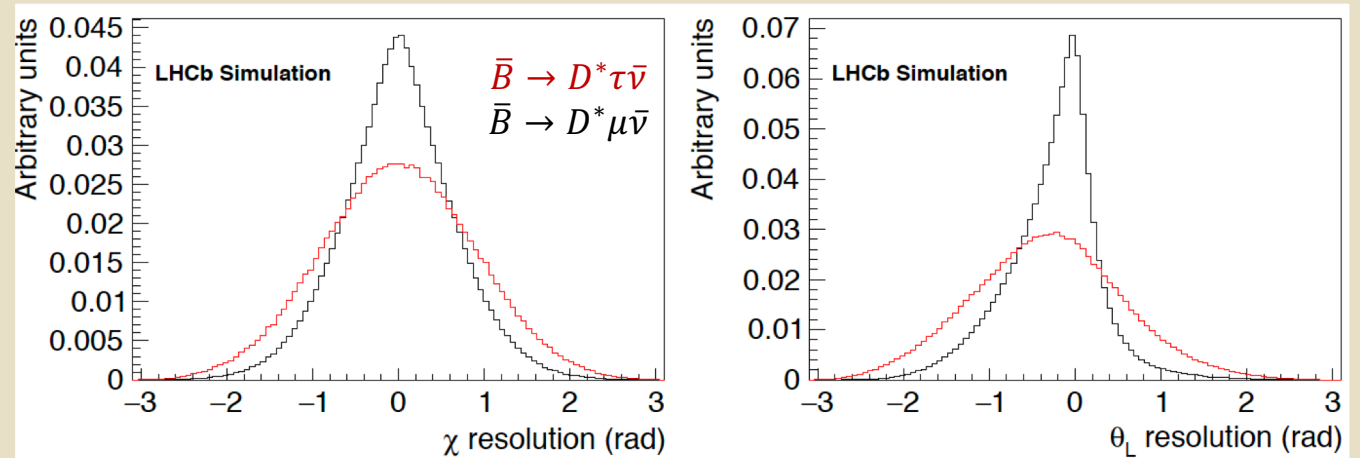 Arbitrary units
0.045
0.04
0.035
0.03
0.025
0.02
0.015
0.01
0.005
0
LHCb Simulation
B̄ → D*τν̄
B̄ → D*μν̄
−3 −2 −1 0 1 2 3
χ resolution (rad)
Arbitrary units
0.07
0.06
0.05
0.04
0.03
0.02
0.01
0
LHCb Simulation
−3 −2 −1 0 1 2 3
θ_L resolution (rad)